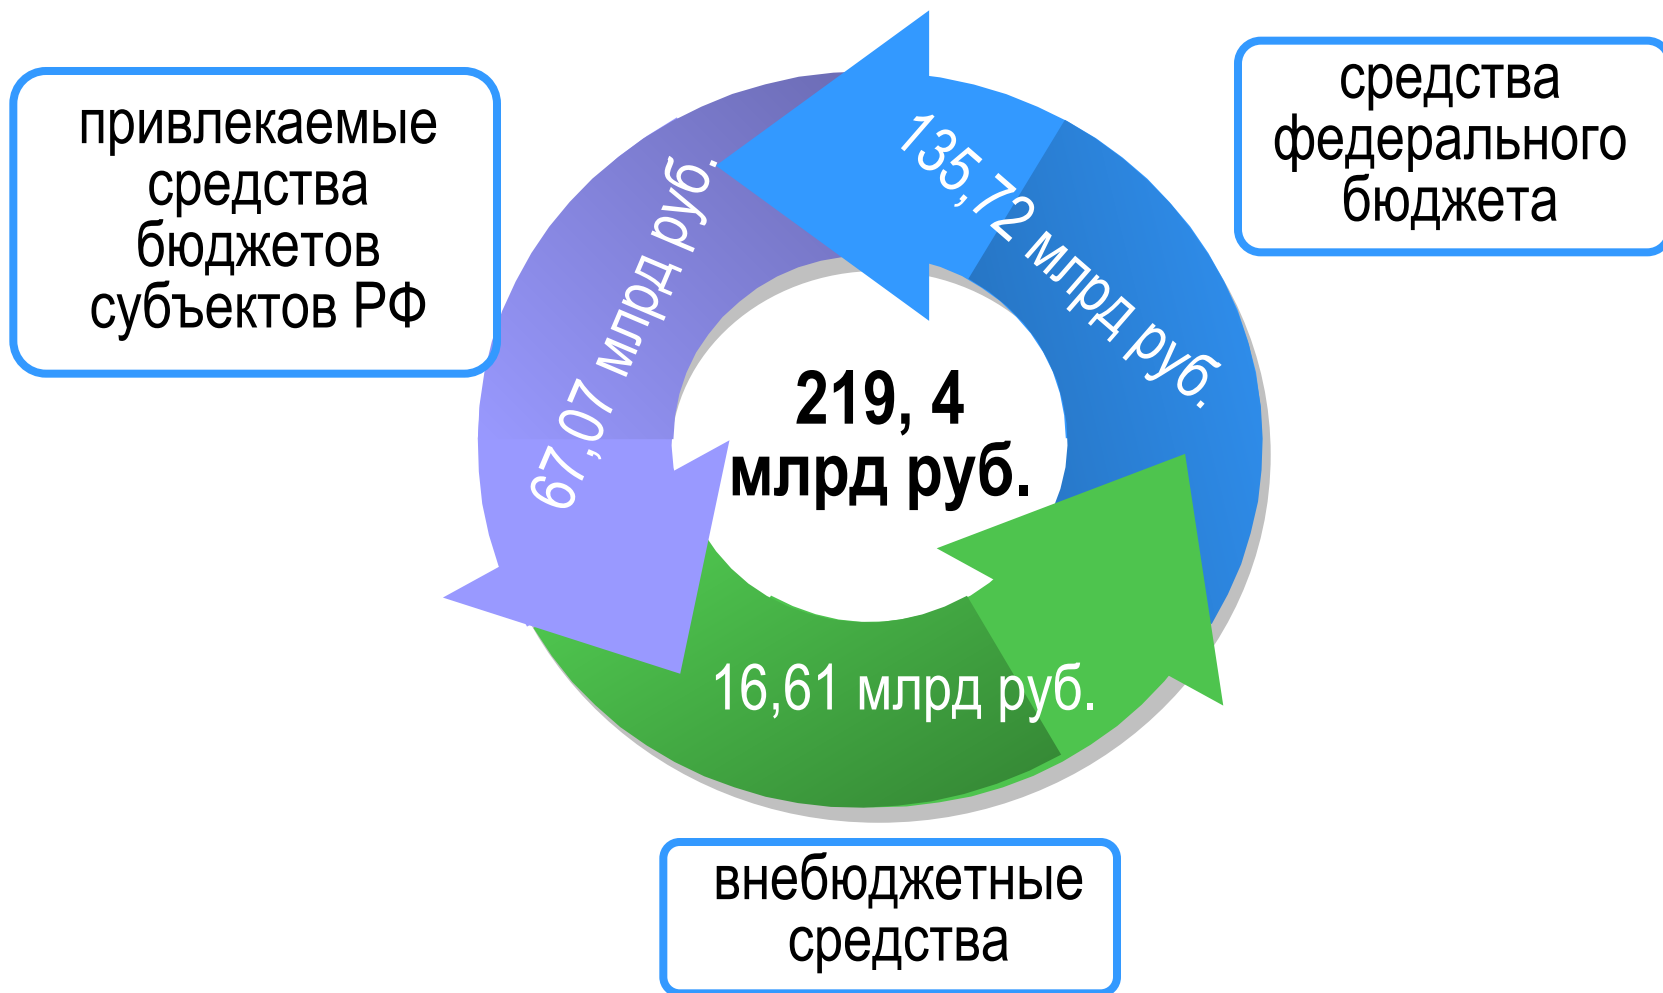 привлекаемые
средства
бюджетов
субъектов РФ
средства
федерального
бюджета
135,72 млрд руб.
67,07 млрд руб.
219, 4
млрд руб.
16,61 млрд руб.
внебюджетные
средства